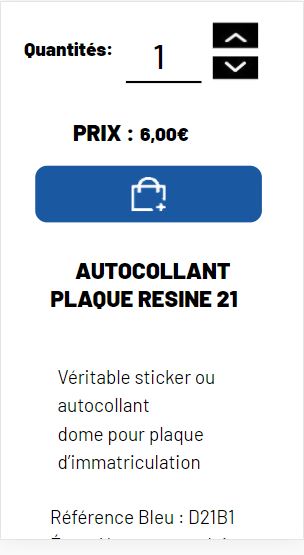 Quantités:
1
PRIX : 6,00€
AUTOCOLLANT
PLAQUE RESINE 21
Véritable sticker ou
autocollant
dome pour plaque
d'immatriculation
Référence Bleu : D21B1